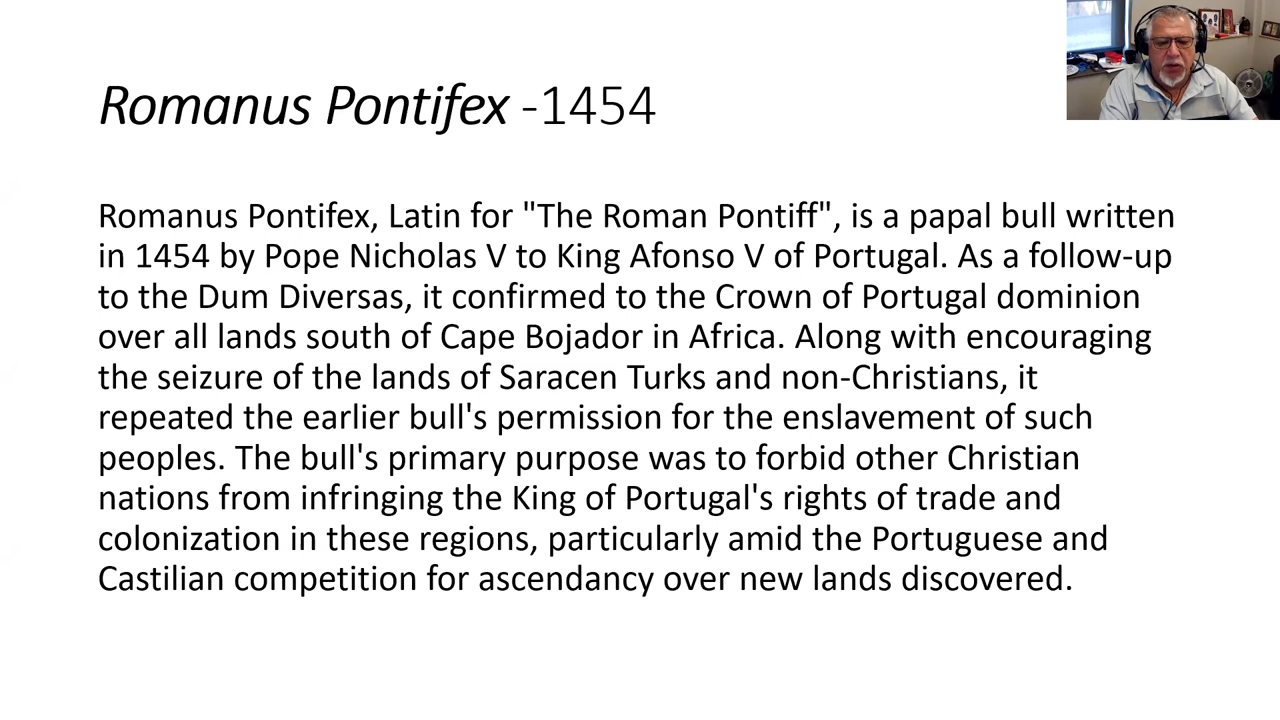 Romanus Pontifex -1454
Romanus Pontifex, Latin for "The Roman Pontiff", is a papal bull written
in 1454 by Pope Nicholas V to King Afonso V of Portugal. As a follow-up
to the Dum Diversas, it confirmed to the Crown of Portugal dominion
over all lands south of Cape Bojador in Africa. Along with encouraging
the seizure of the lands of Saracen Turks and non-Christians, it
repeated the earlier bull's permission for the enslavement of such
peoples. The bull's primary purpose was to forbid other Christian
nations from infringing the King of Portugal's rights of trade and
colonization in these regions, particularly amid the Portuguese and
Castilian competition for ascendancy over new lands discovered.